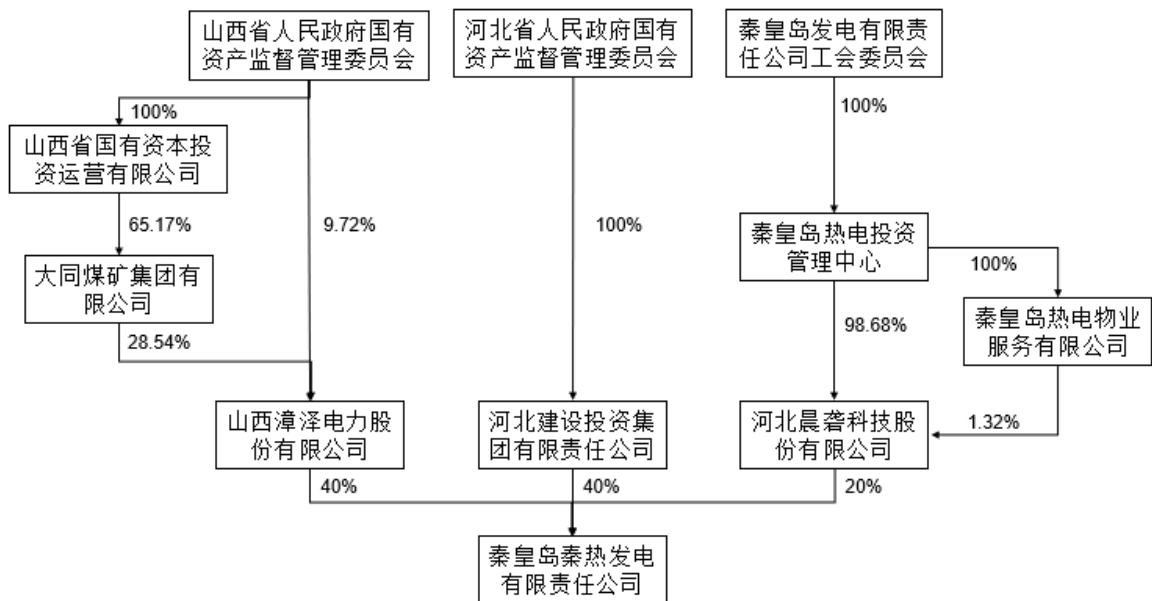 山西省人民政府国有
资产监督管理委员会
河北省人民政府国有
资产监督管理委员会
秦皇岛发电有限责
任公司工会委员会
100%
100%
山西省国有资本投
资运营有限公司
65.17%
9.72%
100%
秦皇岛热电投资
管理中心
100%
大同煤矿集团有
限公司
28.54%
98.68%
秦皇岛热电物业
服务有限公司
山西漳泽电力股
份有限公司
河北建设投资集
团有限责任公司
河北晨砻科技股
份有限公司
1.32%
40%
40%
20%
秦皇岛秦热发电
有限责任公司